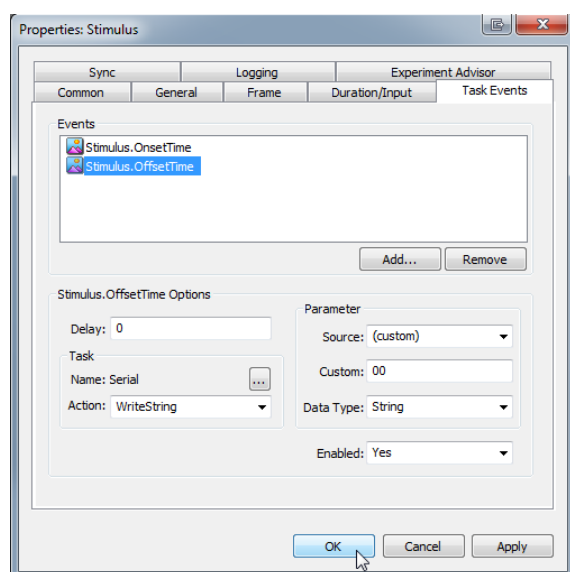 Properties: Stimulus
Sync Logging Experiment Advisor
Common General Frame Duration/Input Task Events
Events
Stimulus.OnsetTime
Stimulus.OffsetTime
Add... Remove
Stimulus.OffsetTime Options
Delay: 0
Task
Name: Serial ...
Action: WriteString
Parameter
Source: (custom)
Custom: 00
Data Type: String
Enabled: Yes
OK Cancel Apply